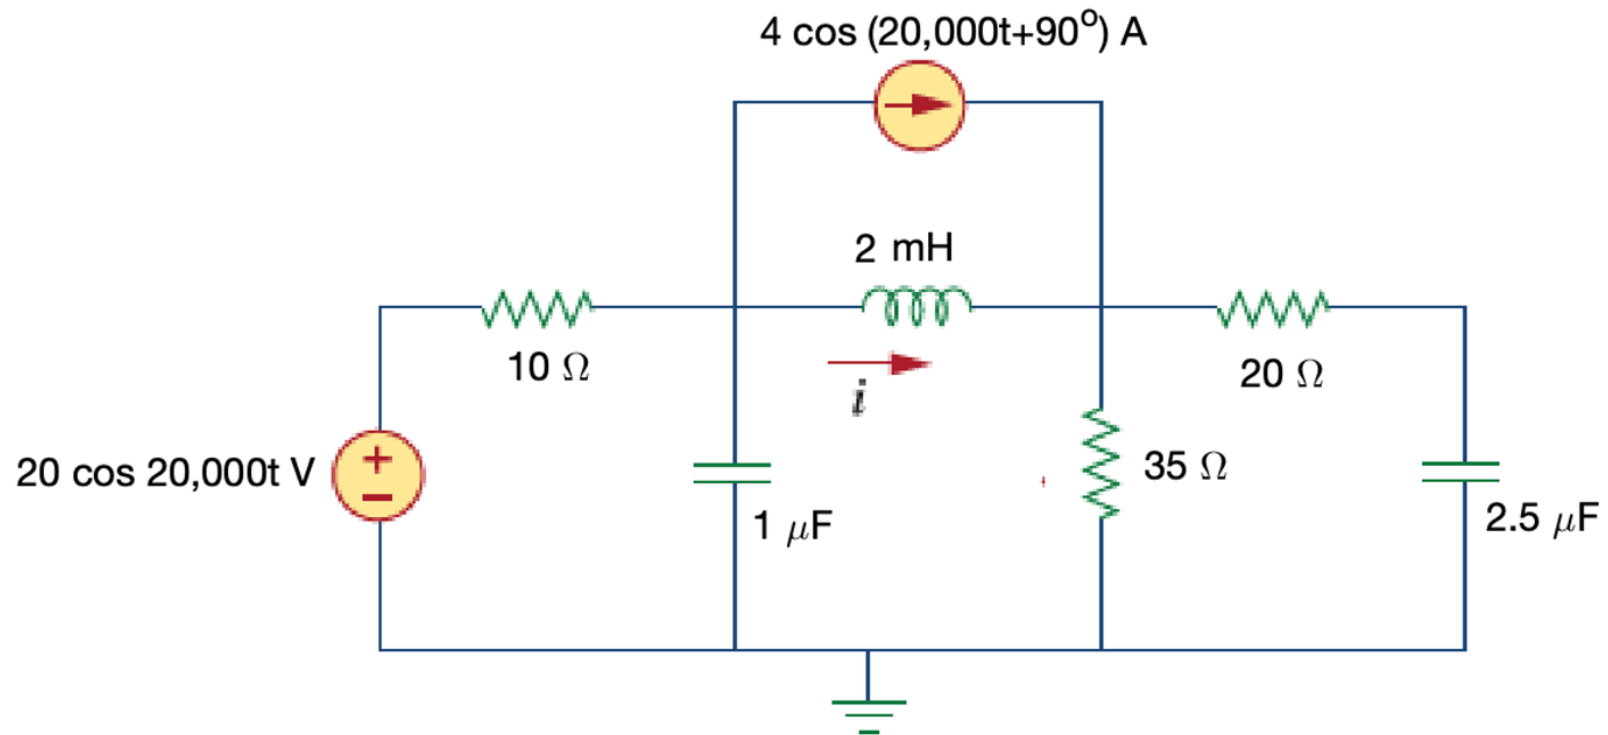 4 cos (20,000t+90°) A
2 mH
10 Ω
i
20 Ω
20 cos 20,000t V
+
−
35 Ω
1 μF
2.5 μF